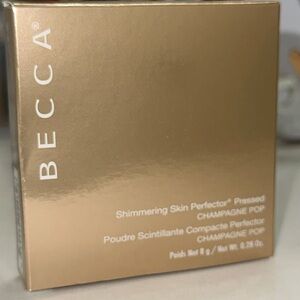 BECCA®
Shimmering Skin Perfector® Pressed
CHAMPAGNE POP
Poudre Scintillante Compacte Perfector
CHAMPAGNE POP
Poids Net 8 g / Net Wt. 0.28 Oz.